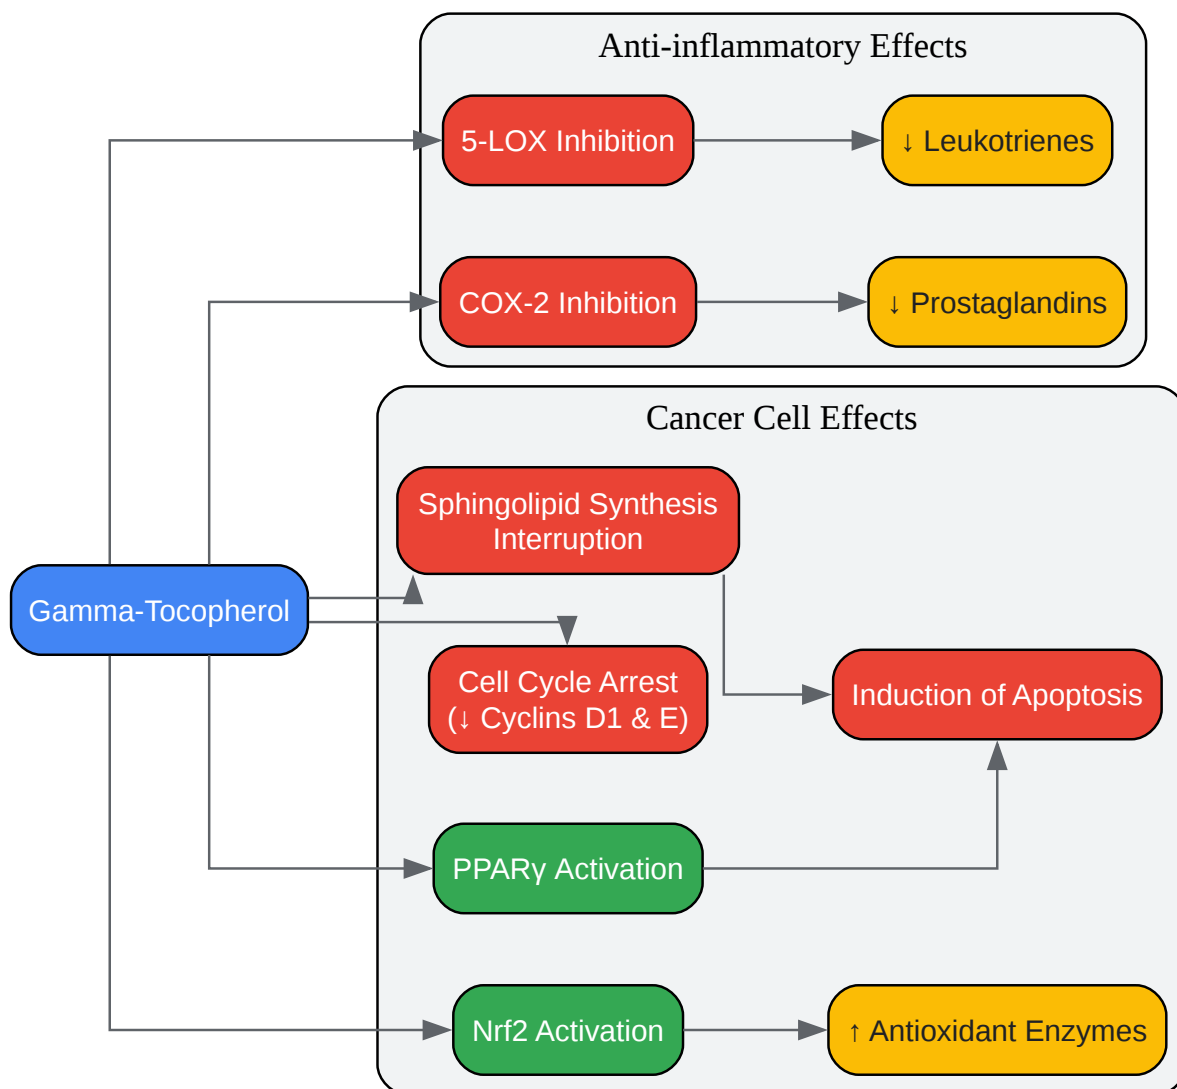 Anti-inflammatory Effects
5-LOX Inhibition
↓ Leukotrienes
COX-2 Inhibition
↓ Prostaglandins
Cancer Cell Effects
Sphingolipid Synthesis
Interruption
Gamma-Tocopherol
Cell Cycle Arrest
(↓ Cyclins D1 & E)
Induction of Apoptosis
PPARγ Activation
Nrf2 Activation
↑ Antioxidant Enzymes